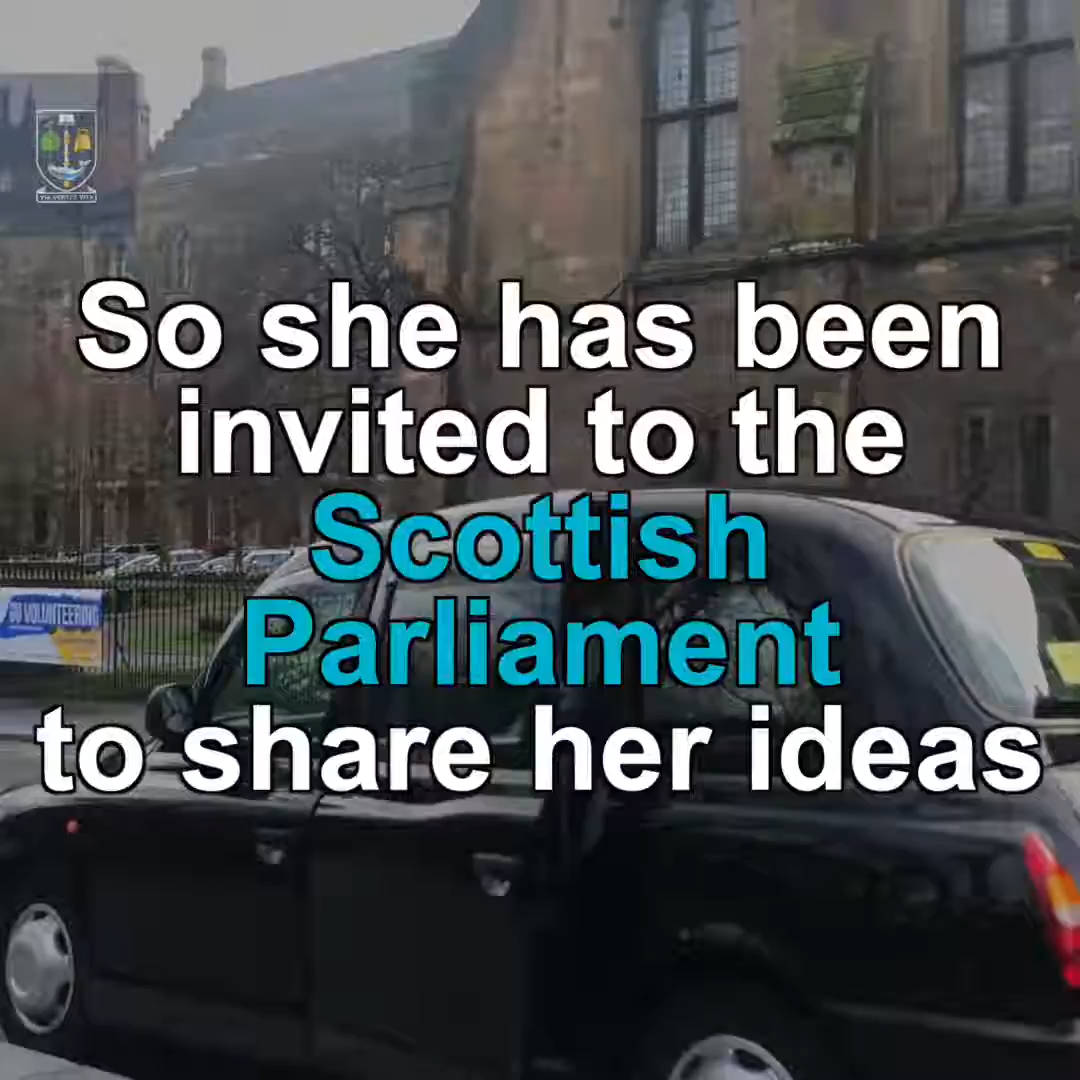 So she has been
invited to the
Scottish
Parliament
to share her ideas
VOLUNTEERING